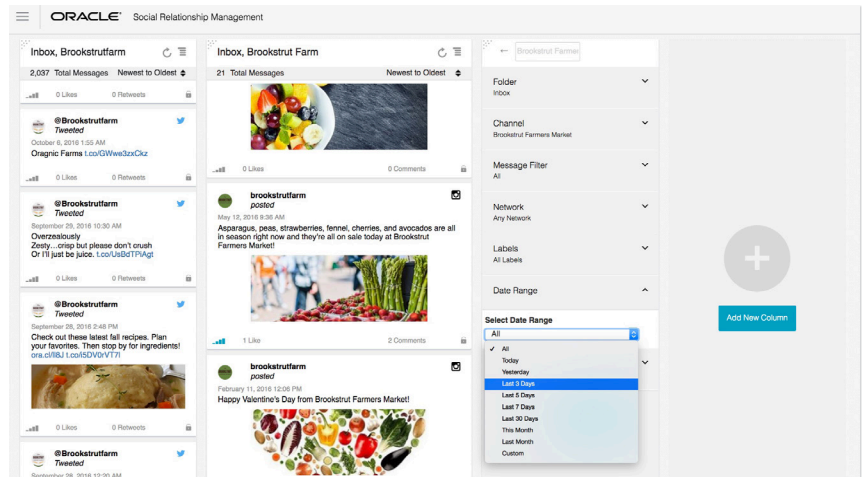 ORACLE® Social Relationship Management
Inbox, Brookstrutfarm
2,037 Total Messages Newest to Oldest
0 Likes 0 Retweets
@Brookstrutfarm
Tweeted
October 6, 2016 1:55 AM
Oragnic Farms t.co/GWwe3zxCkz
0 Likes 0 Retweets
@Brookstrutfarm
Tweeted
September 29, 2016 10:30 AM
Overzealously
Zesty…crisp but please don't crush
Or I'll just be juice. t.co/UsBdTPiAgt
0 Likes 0 Retweets
@Brookstrutfarm
Tweeted
September 28, 2016 2:46 PM
Check out these latest fall recipes. Plan
your favorites. Then stop by for ingredients!
ora.cl/lI8J t.co/i5DV0rVT7l
0 Likes 0 Retweets
@Brookstrutfarm
Tweeted
September 28, 2016 12:20 AM
Inbox, Brookstrut Farm
21 Total Messages Newest to Oldest
0 Likes 0 Comments
brookstrutfarm
posted
May 12, 2016 9:36 AM
Asparagus, peas, strawberries, fennel, cherries, and avocados are all
in season right now and they're all on sale today at Brookstrut
Farmers Market!
1 Like 2 Comments
brookstrutfarm
posted
February 11, 2016 12:06 PM
Happy Valentine's Day from Brookstrut Farmers Market!
Brookstrut Farmer
Folder
Inbox
Channel
Brookstrut Farmers Market
Message Filter
All
Network
Any Network
Labels
All Labels
Date Range
Select Date Range
All
✓ All
Today
Yesterday
Last 3 Days
Last 5 Days
Last 7 Days
Last 30 Days
This Month
Last Month
Custom
Add New Column